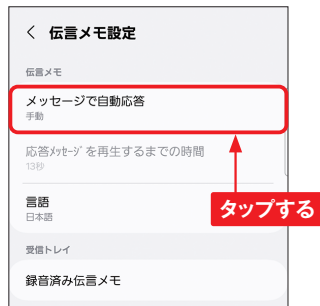 < 伝言メモ設定
伝言メモ
メッセージで自動応答
手動
応答ﾒｯｾｰｼﾞを再生するまでの時間
13秒
タップする
言語
日本語
受信トレイ
録音済み伝言メモ